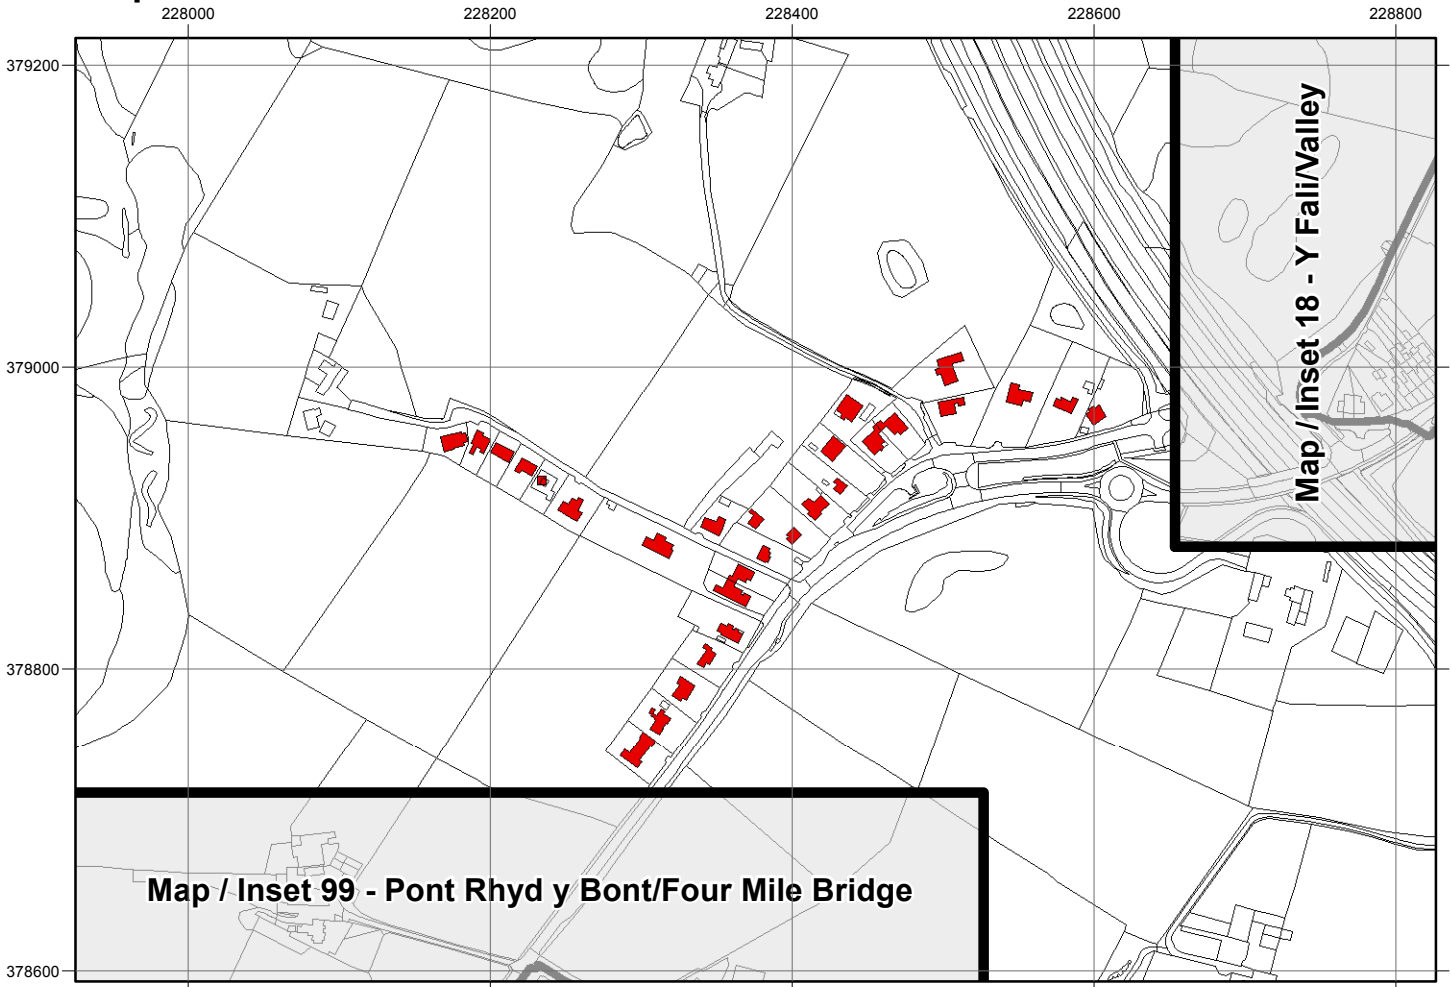 228000 228200 228400 228600 228800
379200
379000
378800
378600
Map / Inset 18 - Y Fali/Valley
Map / Inset 99 - Pont Rhyd y Bont/Four Mile Bridge